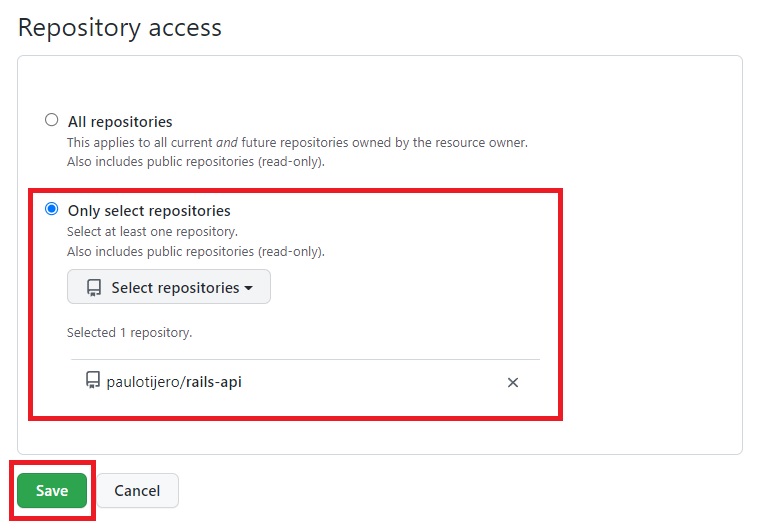 Repository access
All repositories
This applies to all current and future repositories owned by the resource owner.
Also includes public repositories (read-only).
Only select repositories
Select at least one repository.
Also includes public repositories (read-only).
Select repositories
Selected 1 repository.
paulotijero/rails-api
Save Cancel